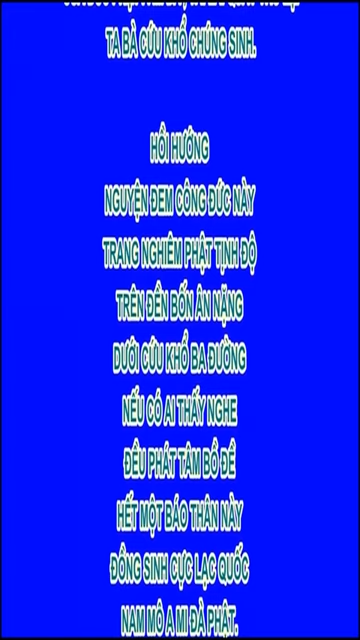 TA BÀ CỨU KHỔ CHÚNG SINH.
HỒI HƯỚNG
NGUYỆN ĐEM CÔNG ĐỨC NÀY
TRANG NGHIÊM PHẬT TỊNH ĐỘ
TRÊN ĐỀN BỐN ÂN NẶNG
DƯỚI CỨU KHỔ BA ĐƯỜNG
NẾU CÓ AI THẤY NGHE
ĐỀU PHÁT TÂM BỒ ĐỀ
HẾT MỘT BÁO THÂN NÀY
ĐỒNG SINH CỰC LẠC QUỐC
NAM MÔ A MI ĐÀ PHẬT.